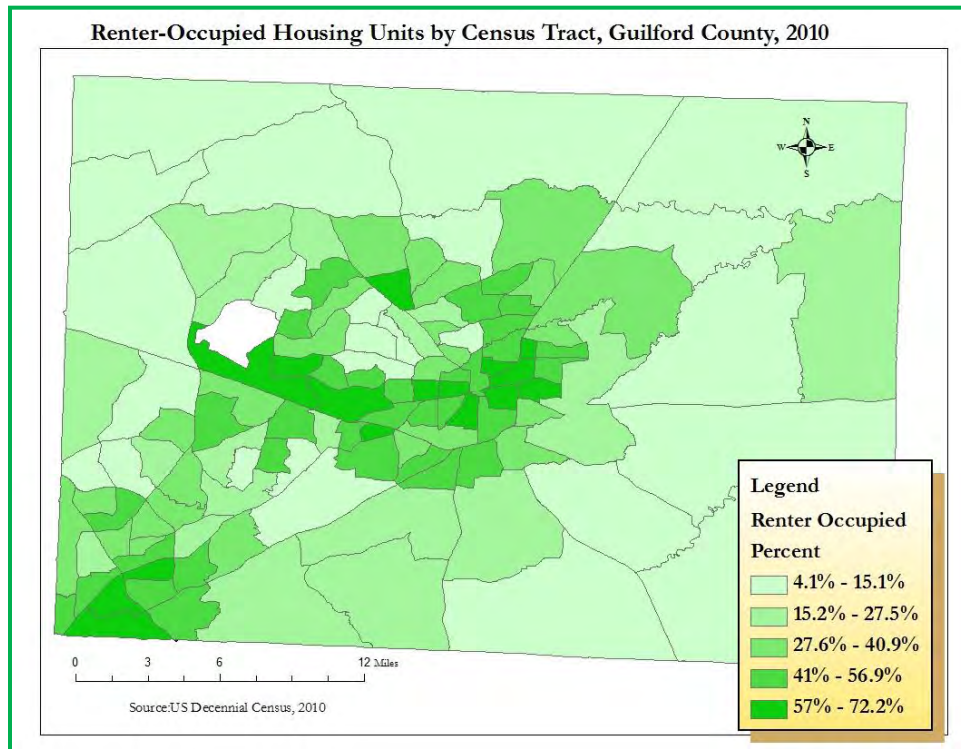 Renter-Occupied Housing Units by Census Tract, Guilford County, 2010
N
W E
S
Legend
Renter Occupied
Percent
4.1% - 15.1%
15.2% - 27.5%
27.6% - 40.9%
41% - 56.9%
57% - 72.2%
0 3 6 12 Miles
Source:US Decennial Census, 2010